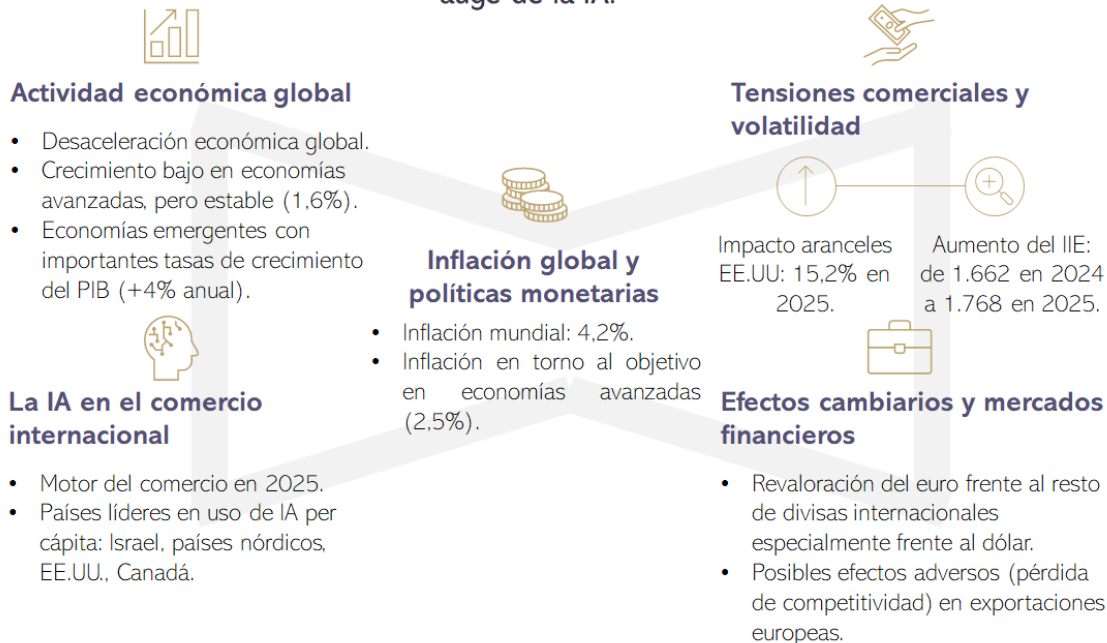 auge de la IA.
Actividad económica global
• Desaceleración económica global.
• Crecimiento bajo en economías
avanzadas, pero estable (1,6%).
• Economías emergentes con
importantes tasas de crecimiento
del PIB (+4% anual).
La IA en el comercio
internacional
• Motor del comercio en 2025.
• Países líderes en uso de IA per
cápita: Israel, países nórdicos,
EE.UU., Canadá.
Inflación global y
políticas monetarias
• Inflación mundial: 4,2%.
• Inflación en torno al objetivo
en economías avanzadas
(2,5%).
Tensiones comerciales y
volatilidad
Impacto aranceles
EE.UU: 15,2% en
2025.
Aumento del IIE:
de 1.662 en 2024
a 1.768 en 2025.
Efectos cambiarios y mercados
financieros
• Revaloración del euro frente al resto
de divisas internacionales
especialmente frente al dólar.
• Posibles efectos adversos (pérdida
de competitividad) en exportaciones
europeas.